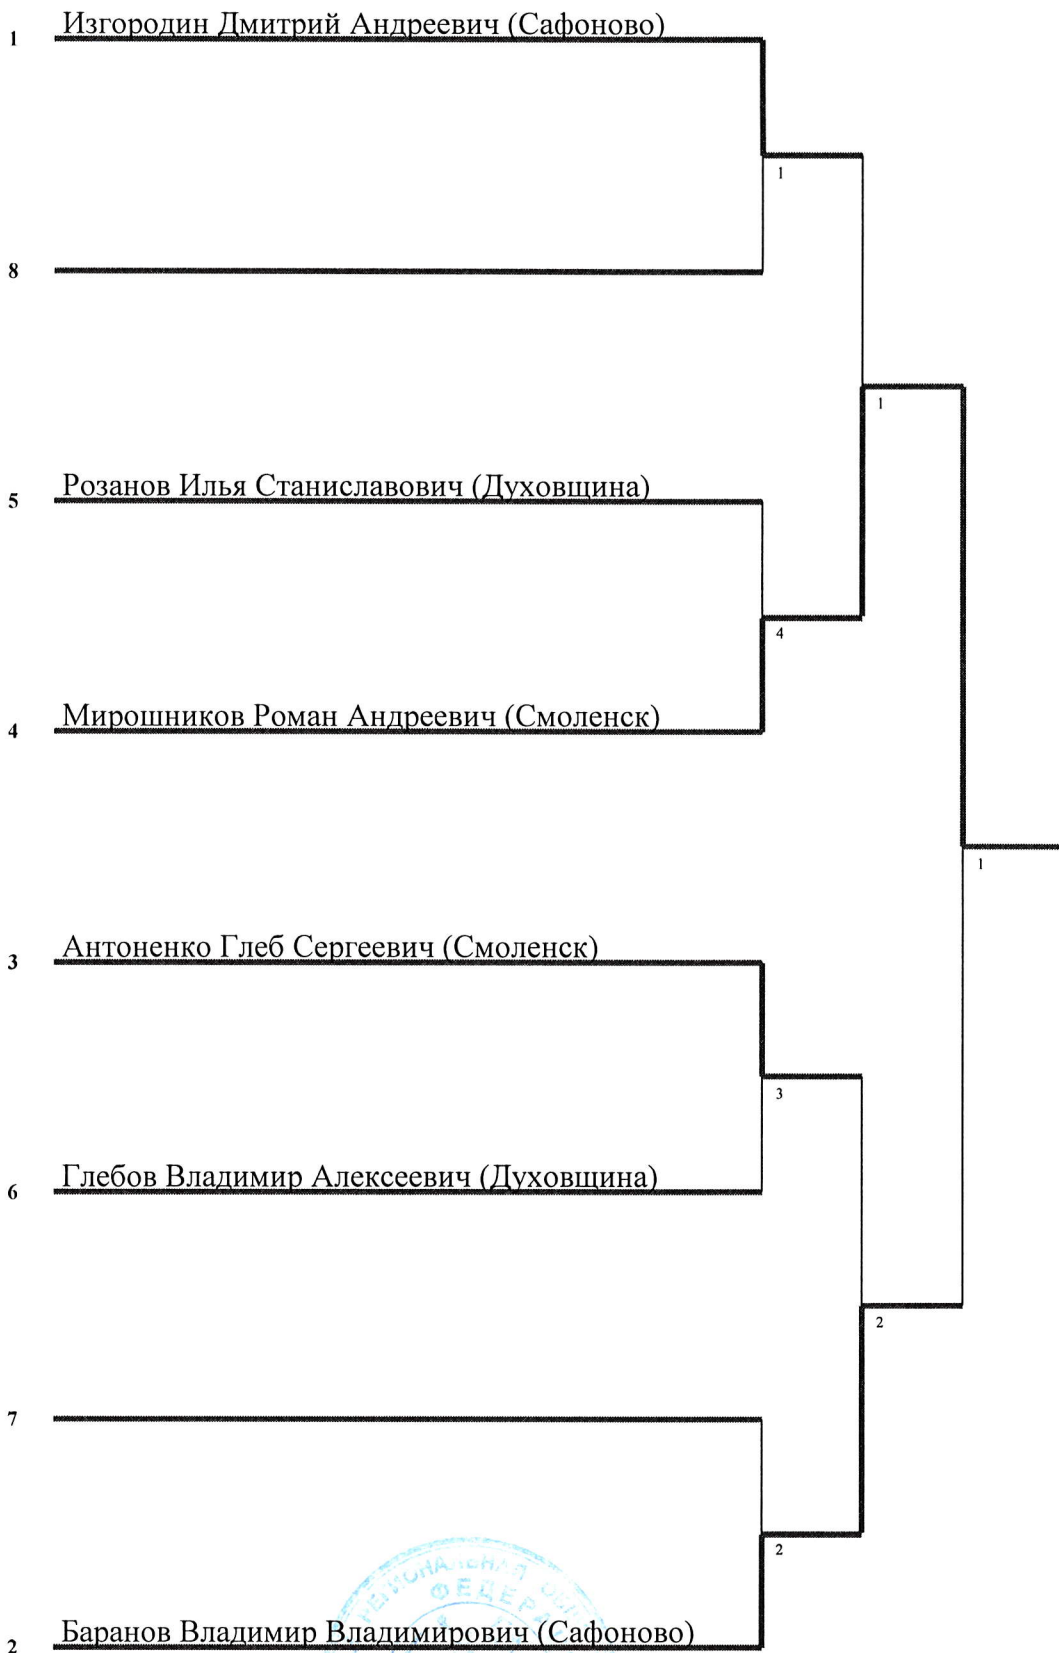 Изгородин Дмитрий Андреевич (Сафоново)
1
1
8
1
Розанов Илья Станиславович (Духовщина)
5
4
Мирошников Роман Андреевич (Смоленск)
4
1
Антоненко Глеб Сергеевич (Смоленск)
3
3
Глебов Владимир Алексеевич (Духовщина)
6
2
7
2
РЕГИОНАЛЬНАЯ
Баранов Владимир Владимирович (Сафоново)
2